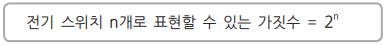 전기 스위치 n개로 표현할 수 있는 가짓수 = 2ⁿ